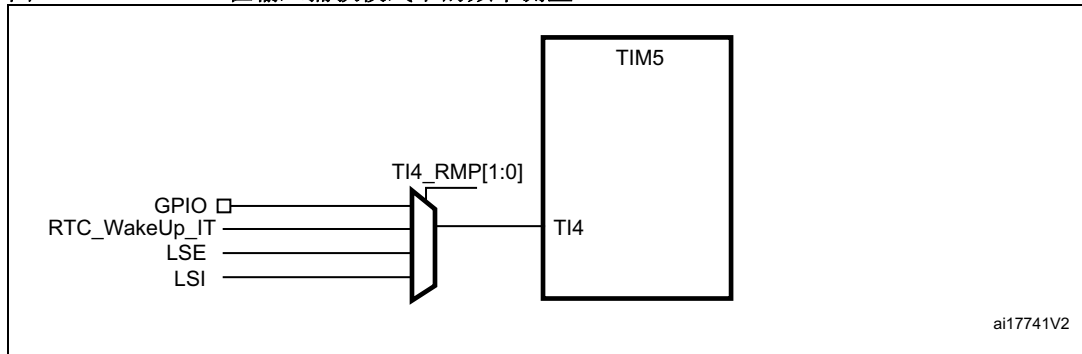 TIM5
TI4_RMP[1:0]
GPIO
RTC_WakeUp_IT
TI4
LSE
LSI
ai17741V2